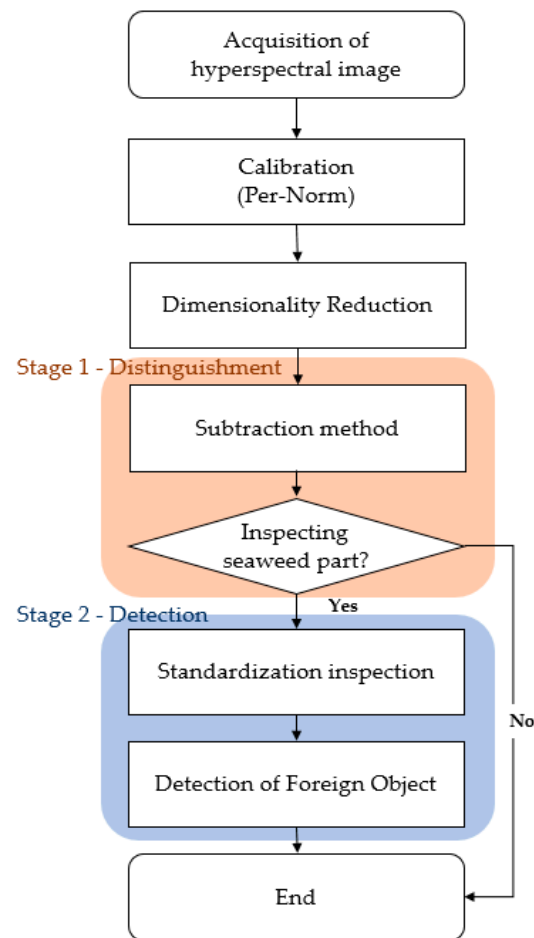 Acquisition of
hyperspectral image
Calibration
(Per-Norm)
Dimensionality Reduction
Stage 1 - Distinguishment
Subtraction method
Inspecting
seaweed part?
Yes
Stage 2 - Detection
Standardization inspection
No
Detection of Foreign Object
End